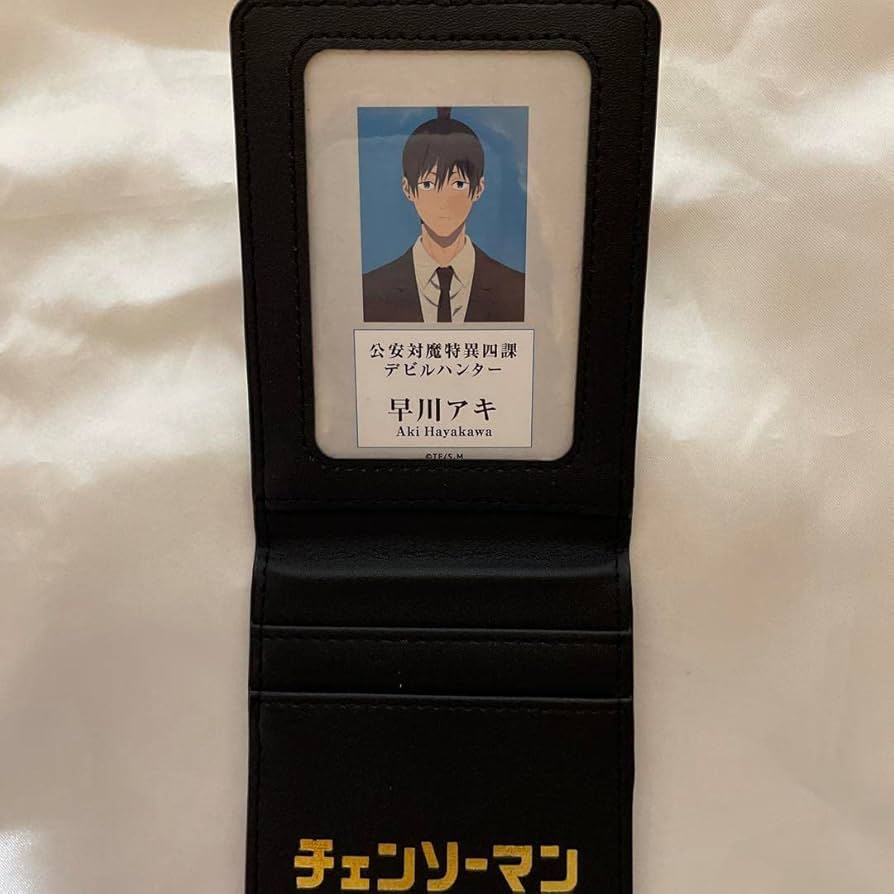 公安対魔特異四課
デビルハンター
早川アキ
Aki Hayakawa
©TF/S,M
チェンソーマン